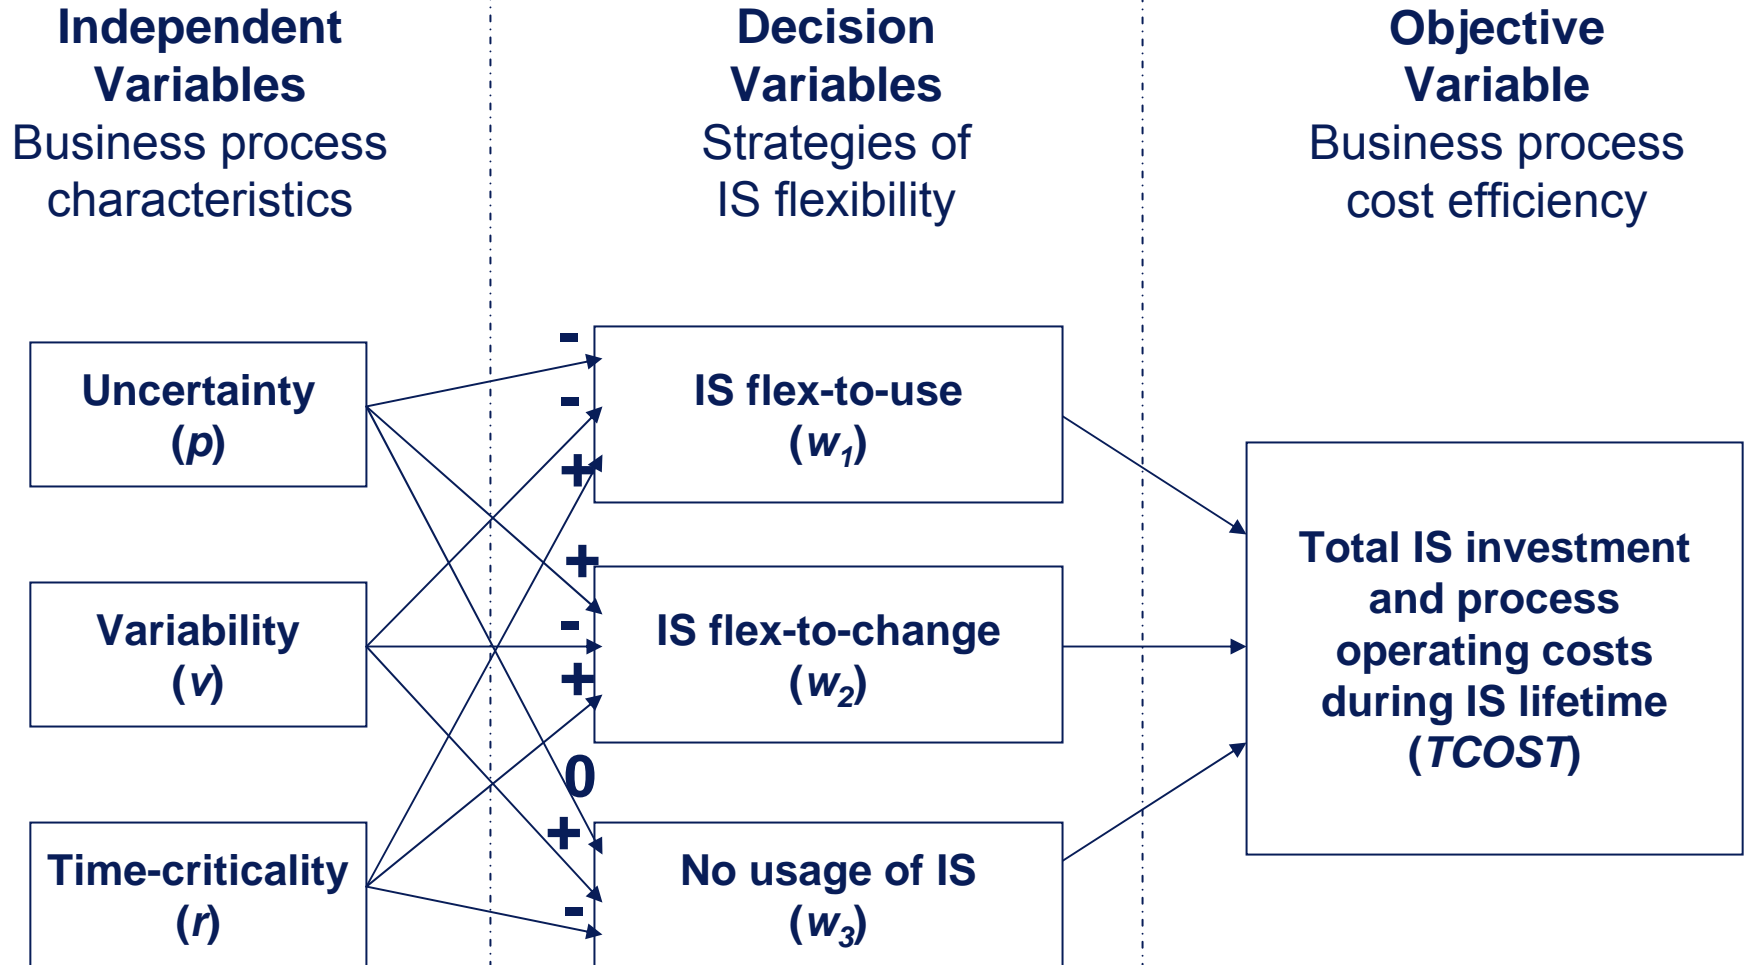 Independent
Variables
Business process
characteristics
Decision
Variables
Strategies of
IS flexibility
Objective
Variable
Business process
cost efficiency
Uncertainty
(p)
Variability
(v)
Time-criticality
(r)
-
-
+
+
-
+
0
+
-
IS flex-to-use
(w1)
IS flex-to-change
(w2)
No usage of IS
(w3)
Total IS investment
and process
operating costs
during IS lifetime
(TCOST)